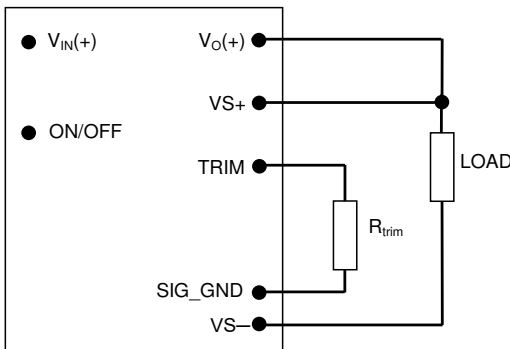 V_IN(+)
V_O(+)
VS+
ON/OFF
LOAD
TRIM
R_trim
SIG_GND
VS–